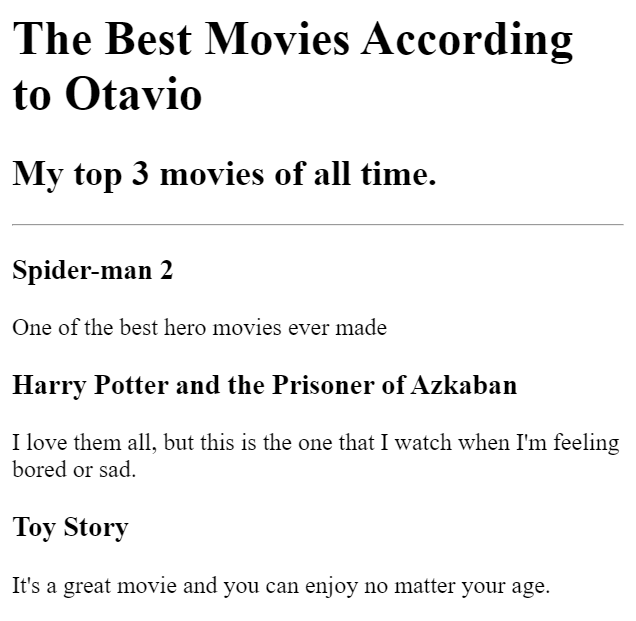 The Best Movies According
to Otavio
My top 3 movies of all time.
Spider-man 2
One of the best hero movies ever made
Harry Potter and the Prisoner of Azkaban
I love them all, but this is the one that I watch when I'm feeling
bored or sad.
Toy Story
It's a great movie and you can enjoy no matter your age.